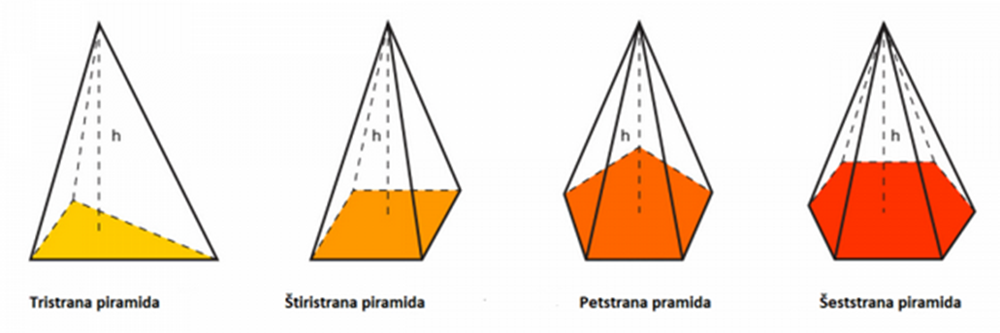 h
h
h
h
Tristrana piramida
Štiristrana piramida
Petstrana pramida
Šeststrana piramida